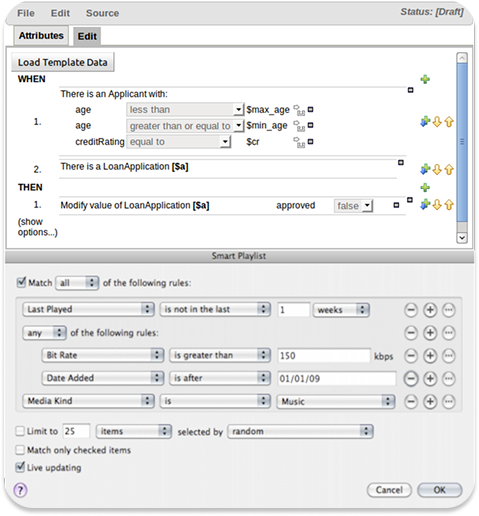 File Edit Source Status: [Draft]
Attributes Edit
Load Template Data
WHEN
There is an Applicant with:
age less than $max_age
1. age greater than or equal to $min_age
creditRating equal to $cr
2. There is a LoanApplication [$a]
THEN
1. Modify value of LoanApplication [$a] approved false
(show
options...)
Smart Playlist
Match all of the following rules:
Last Played is not in the last 1 weeks
any of the following rules:
Bit Rate is greater than 150 kbps
Date Added is after 01/01/09
Media Kind is Music
Limit to 25 items selected by random
Match only checked items
Live updating
? Cancel OK